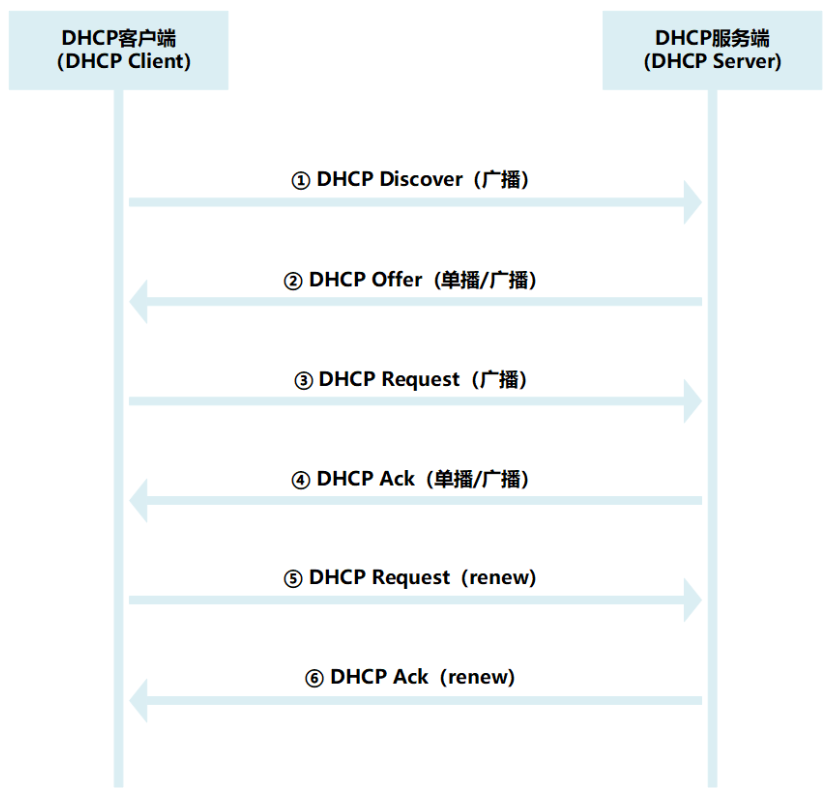 DHCP客户端
（DHCP Client）
DHCP服务端
（DHCP Server）
① DHCP Discover（广播）
② DHCP Offer（单播/广播）
③ DHCP Request（广播）
④ DHCP Ack（单播/广播）
⑤ DHCP Request（renew）
⑥ DHCP Ack（renew）